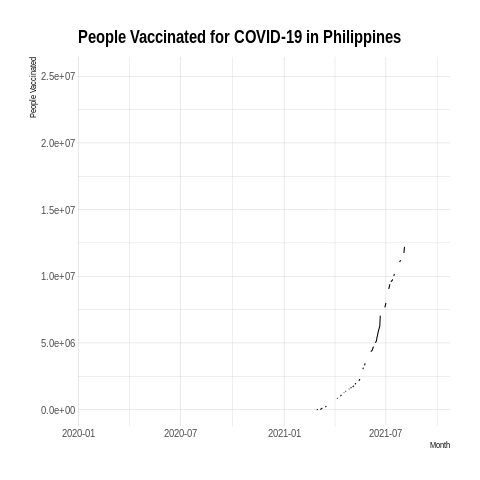 People Vaccinated for COVID-19 in Philippines
People Vaccinated
2.5e+07
2.0e+07
1.5e+07
1.0e+07
5.0e+06
0.0e+00
2020-01 2020-07 2021-01 2021-07
Month